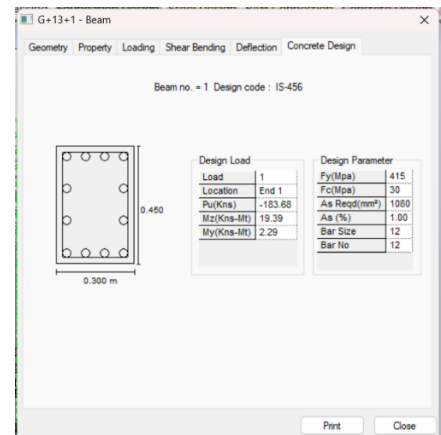 G+13+1 - Beam
Geometry Property Loading Shear Bending Deflection Concrete Design
Beam no. = 1 Design code : IS-456
0.450
0.300 m
Design Load
Load 1
Location End 1
Pu(Kns) -183.68
Mz(Kns-Mt) 19.39
My(Kns-Mt) 2.29
Design Parameter
Fy(Mpa) 415
Fc(Mpa) 30
As Reqd(mm²) 1080
As (%) 1.00
Bar Size 12
Bar No 12
Print Close